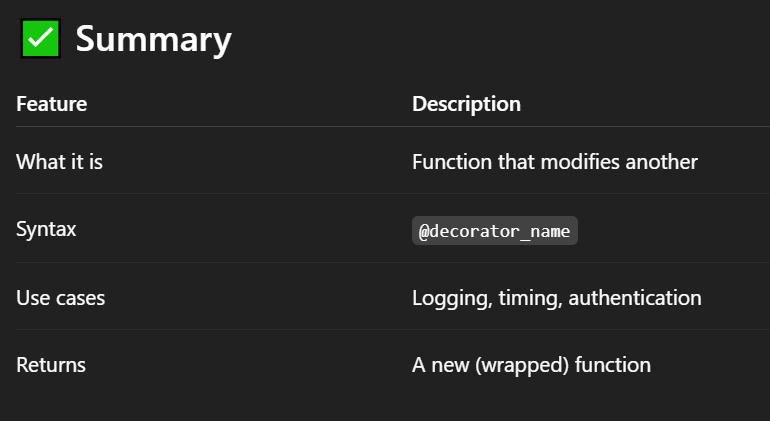 ✅ Summary
Feature Description
What it is Function that modifies another
Syntax @decorator_name
Use cases Logging, timing, authentication
Returns A new (wrapped) function